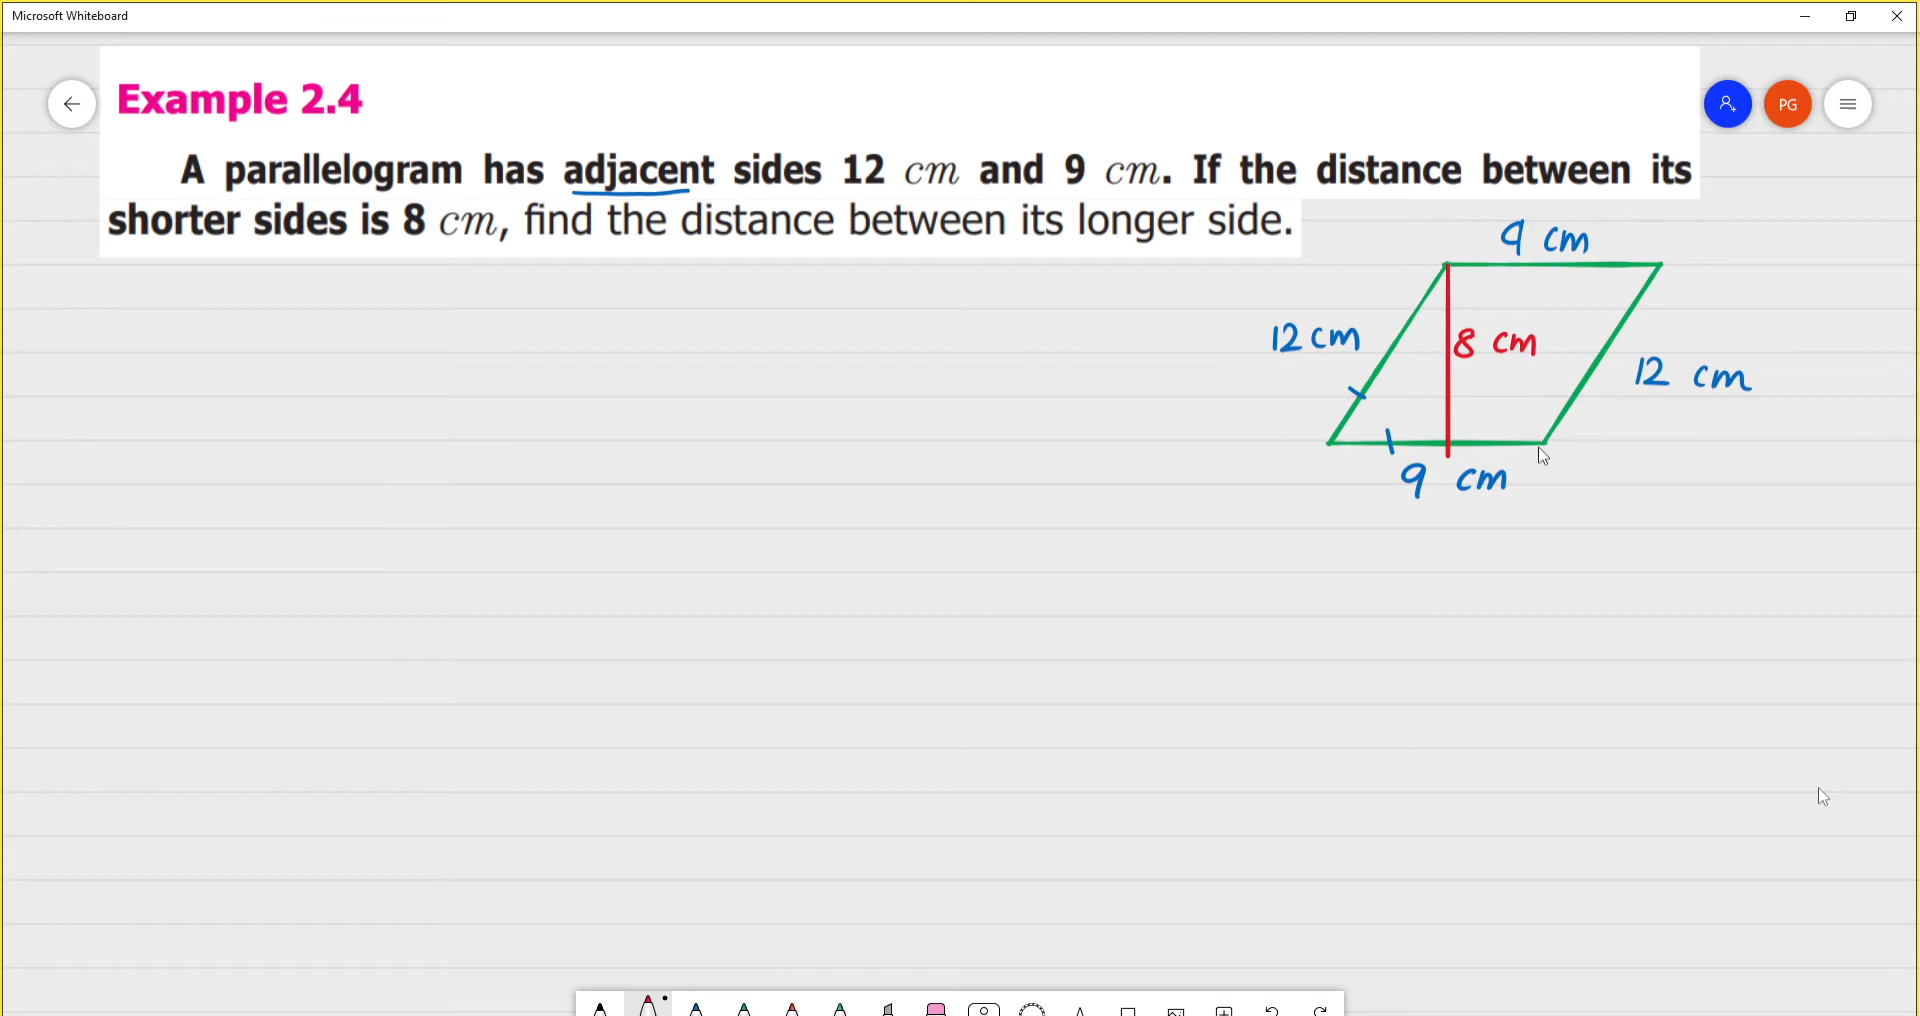 Microsoft Whiteboard
Example 2.4
PG
A parallelogram has adjacent sides 12 cm and 9 cm. If the distance between its
shorter sides is 8 cm, find the distance between its longer side.
9 cm
12 cm
8 cm
12 cm
9 cm